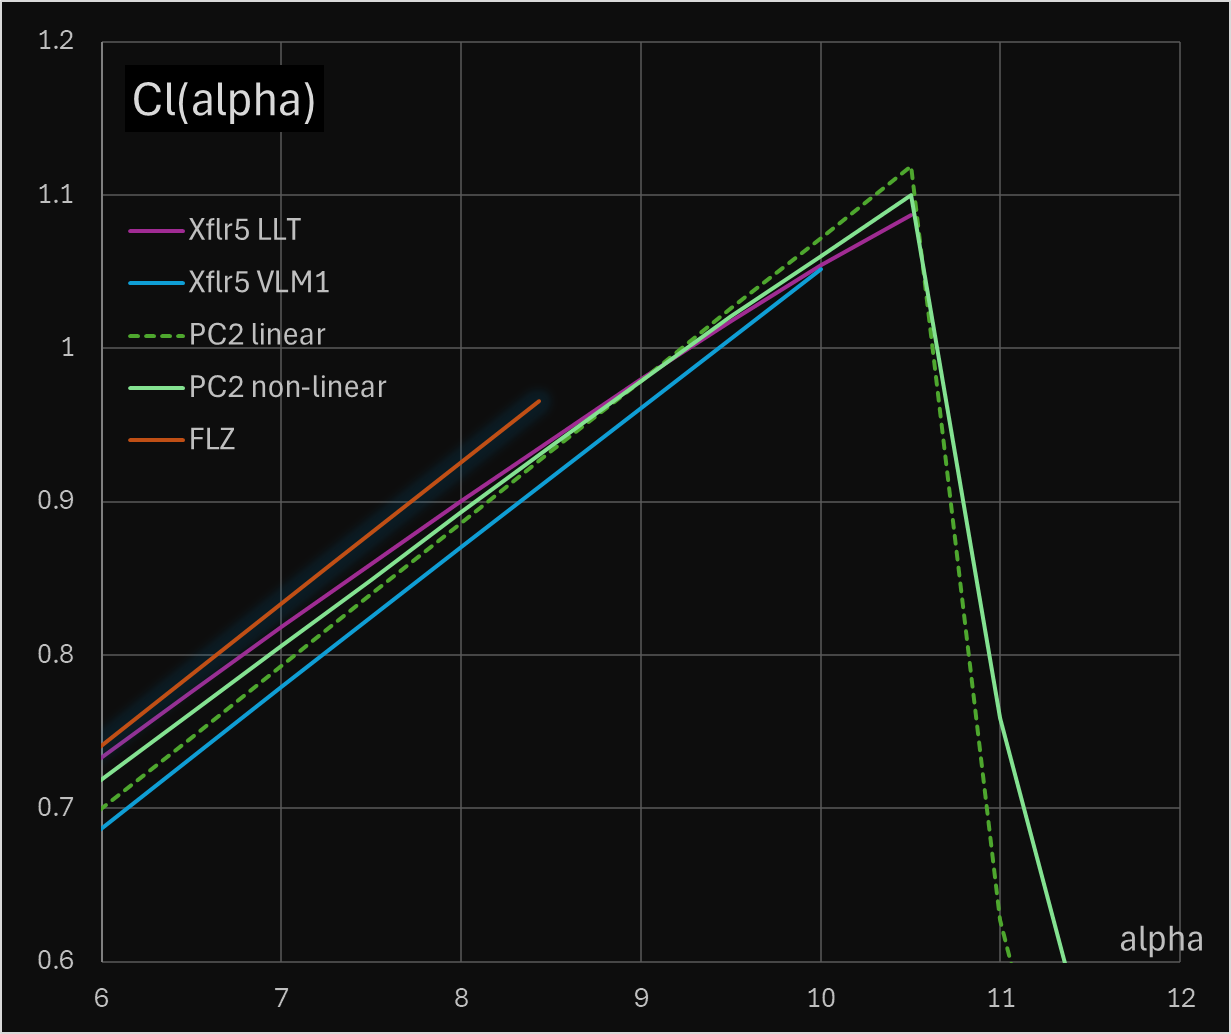 1.2
Cl(alpha)
1.1
Xflr5 LLT
Xflr5 VLM1
PC2 linear
1
PC2 non-linear
FLZ
0.9
0.8
0.7
alpha
0.6
6 7 8 9 10 11 12